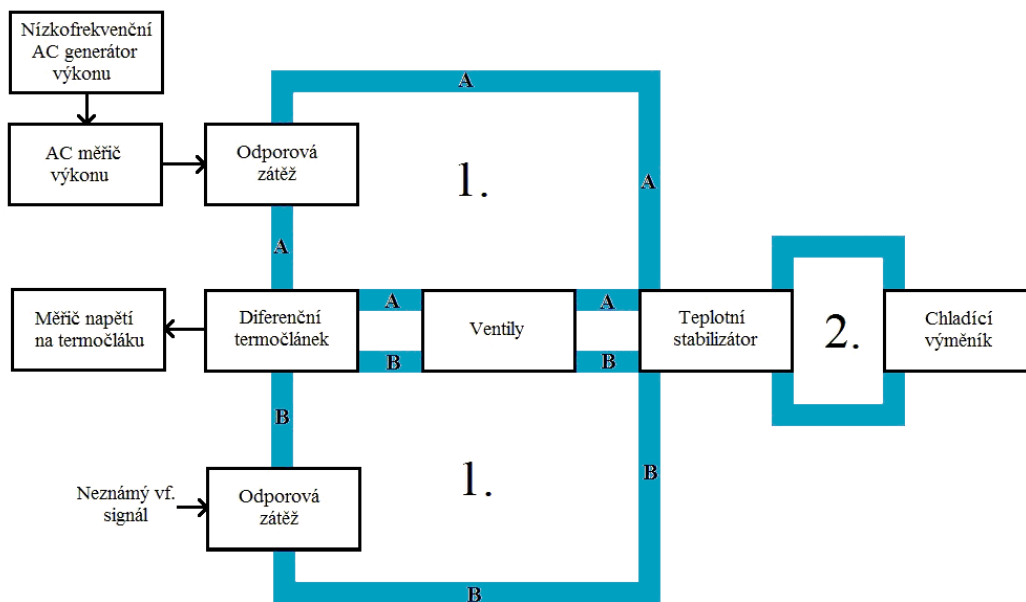 Nízkofrekvenční
AC generátor
výkonu
A
AC měřič
výkonu
Odporová
zátěž
1.
A
A
Měřič napětí
na termočláku
Diferenční
termočlánek
A
Ventily
A
B
B
Teplotní
stabilizátor
2.
Chladící
výměník
B
B
1.
Neznámý vf.
signál
Odporová
zátěž
B